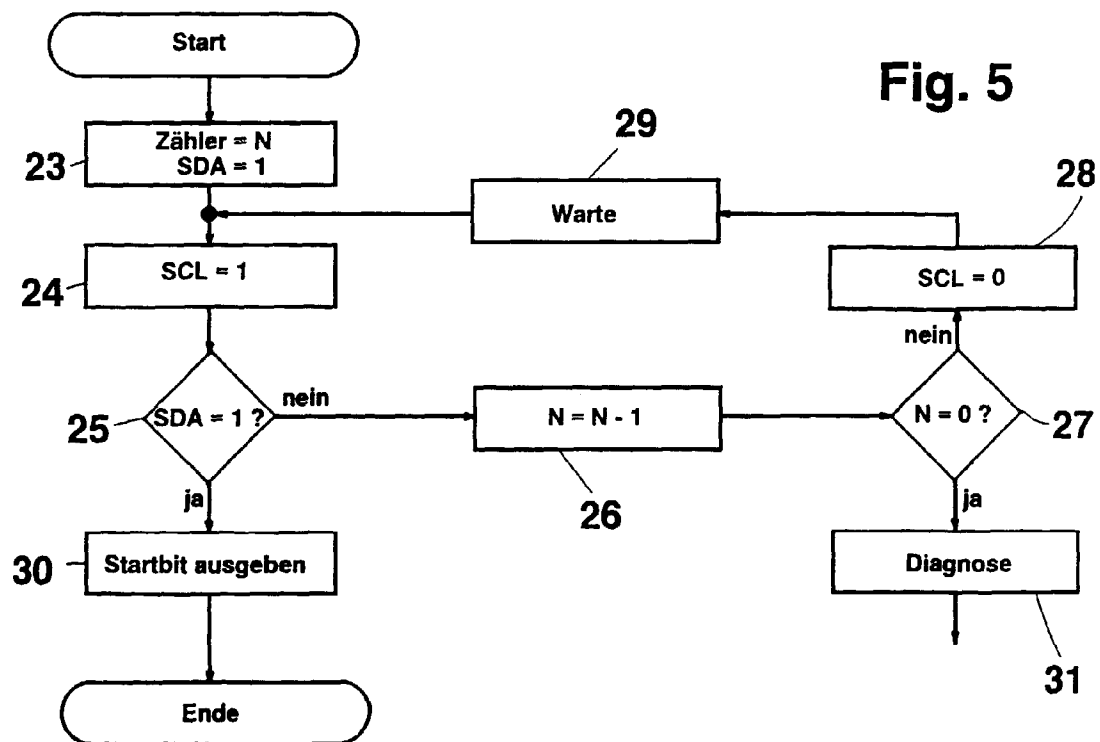 Start
Fig. 5
23
Zähler = N
SDA = 1
29
Warte
28
SCL = 0
24
SCL = 1
nein
25
SDA = 1 ?
nein
N = N - 1
26
N = 0 ?
27
ja
ja
30
Startbit ausgeben
Diagnose
31
Ende